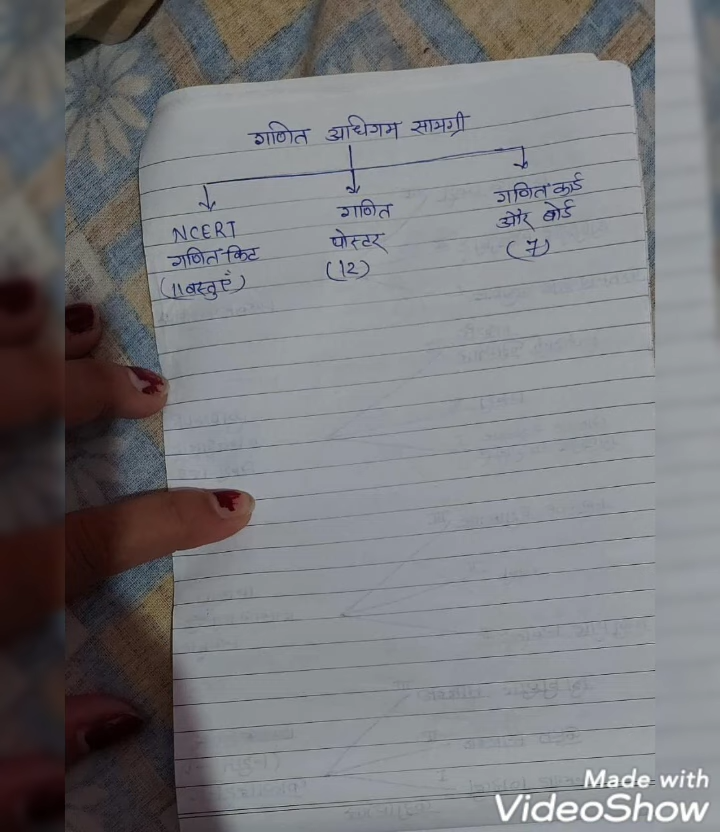 गणित अधिगम सामग्री
NCERT
गणित किट
(11 वस्तुएँ)
गणित
पोस्टर
(12)
गणित कार्ड
और बोर्ड
(7)
Made with
VideoShow